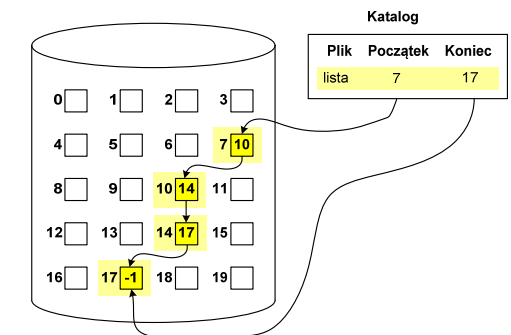 Katalog
Plik Początek Koniec
lista 7 17
0 1 2 3
4 5 6 7 10
8 9 10 14 11
12 13 14 17 15
16 17 -1 18 19